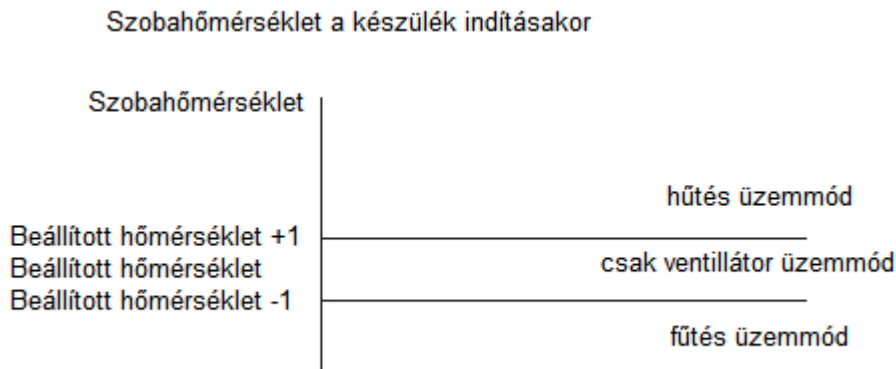 Szobahőmérséklet a készülék indításakor
Szobahőmérséklet
hűtés üzemmód
Beállított hőmérséklet +1
Beállított hőmérséklet
csak ventillátor üzemmód
Beállított hőmérséklet -1
fűtés üzemmód